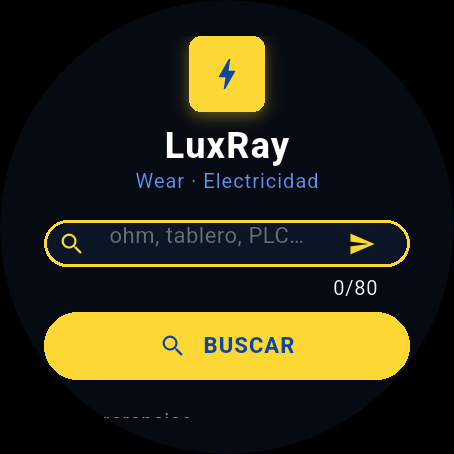 LuxRay
Wear · Electricidad
ohm, tablero, PLC…
0/80
BUSCAR